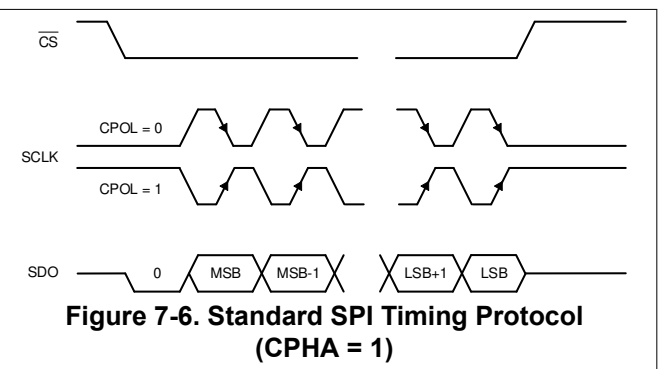 CS
CPOL = 0
SCLK
CPOL = 1
SDO 0 MSB MSB-1 LSB+1 LSB
Figure 7-6. Standard SPI Timing Protocol
(CPHA = 1)